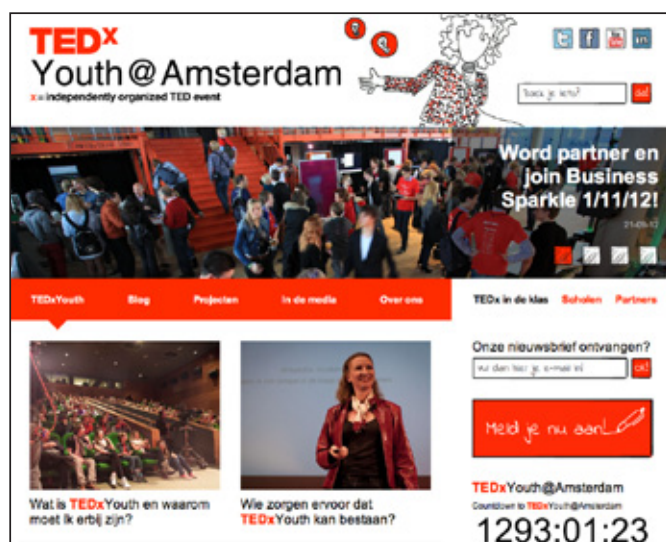 TEDx
Youth@Amsterdam
x = independently organized TED event
Zoek je iets?
Word partner en
join Business
Sparkle 1/11/12!
TEDxYouth
Blog
Projecten
In de media
Over ons
TEDx in de klas
Scholen
Partners
Onze nieuwsbrief ontvangen?
ok!
Meld je nu aan!
Wat is TEDxYouth en waarom
moet ik erbij zijn?
Wie zorgen ervoor dat
TEDxYouth kan bestaan?
TEDxYouth@Amsterdam
Countdown to TEDxYouth@Amsterdam
1293:01:23